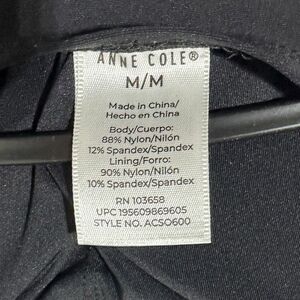 ANNE COLE®
M/M
Made in China/
Hecho en China
Body/Cuerpo:
88% Nylon/Nilón
12% Spandex/Spandex
Lining/Forro:
90% Nylon/Nilón
10% Spandex/Spandex
RN 103658
UPC 195609869605
STYLE NO. ACSO600